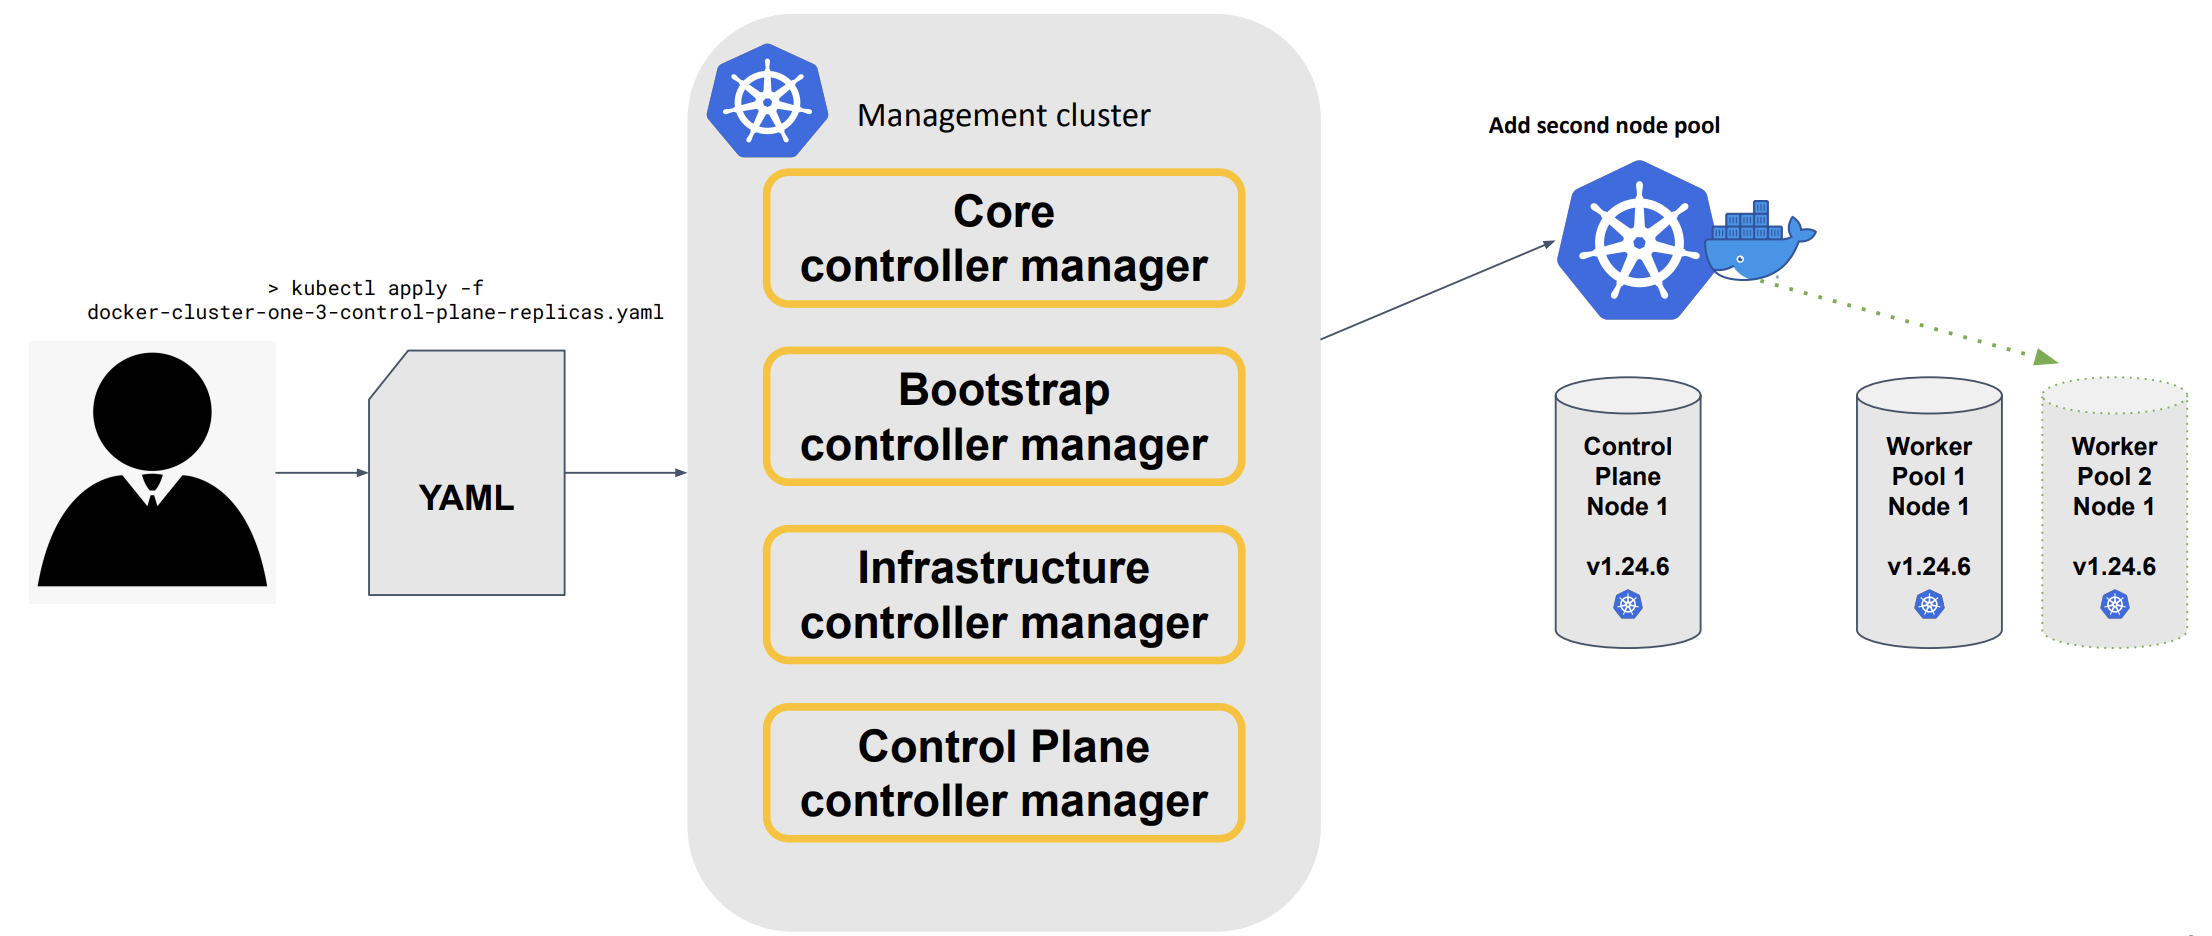 > kubectl apply -f
docker-cluster-one-3-control-plane-replicas.yaml
YAML
Management cluster
Core
controller manager
Bootstrap
controller manager
Infrastructure
controller manager
Control Plane
controller manager
Add second node pool
Control
Plane
Node 1
v1.24.6
Worker
Pool 1
Node 1
v1.24.6
Worker
Pool 2
Node 1
v1.24.6